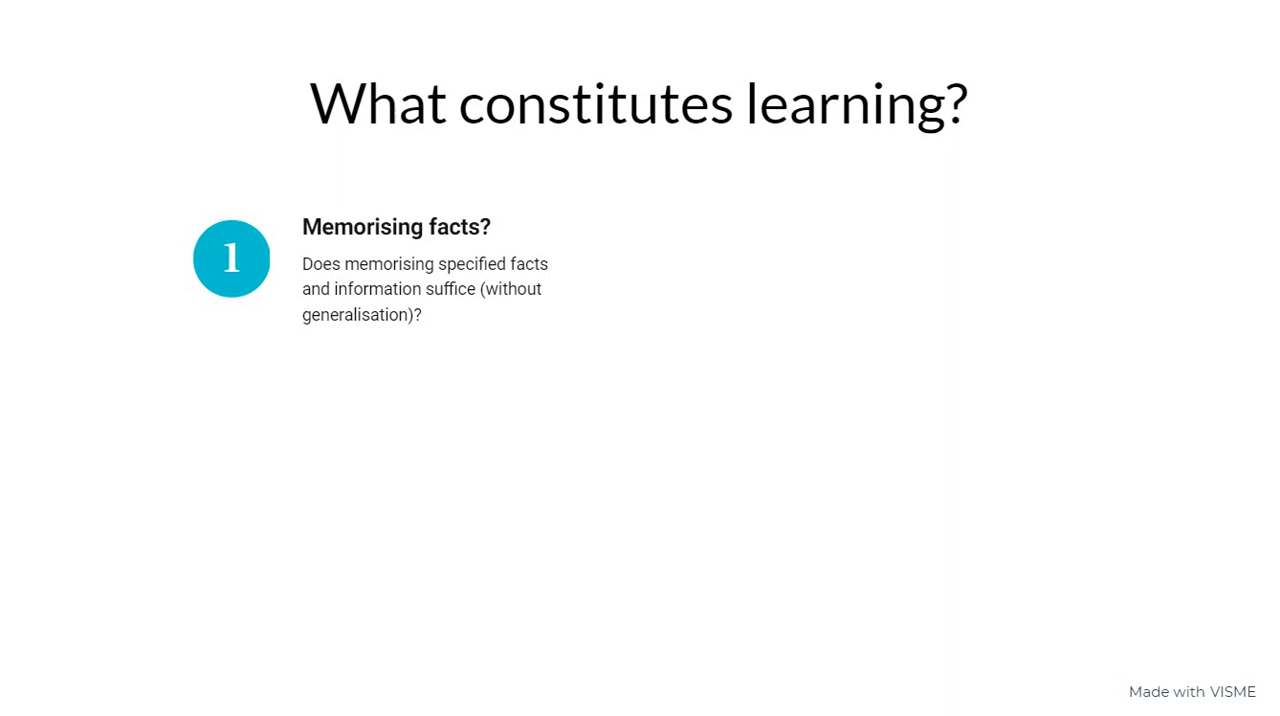 What constitutes learning?
1
Memorising facts?
Does memorising specified facts
and information suffice (without
generalisation)?
Made with VISME